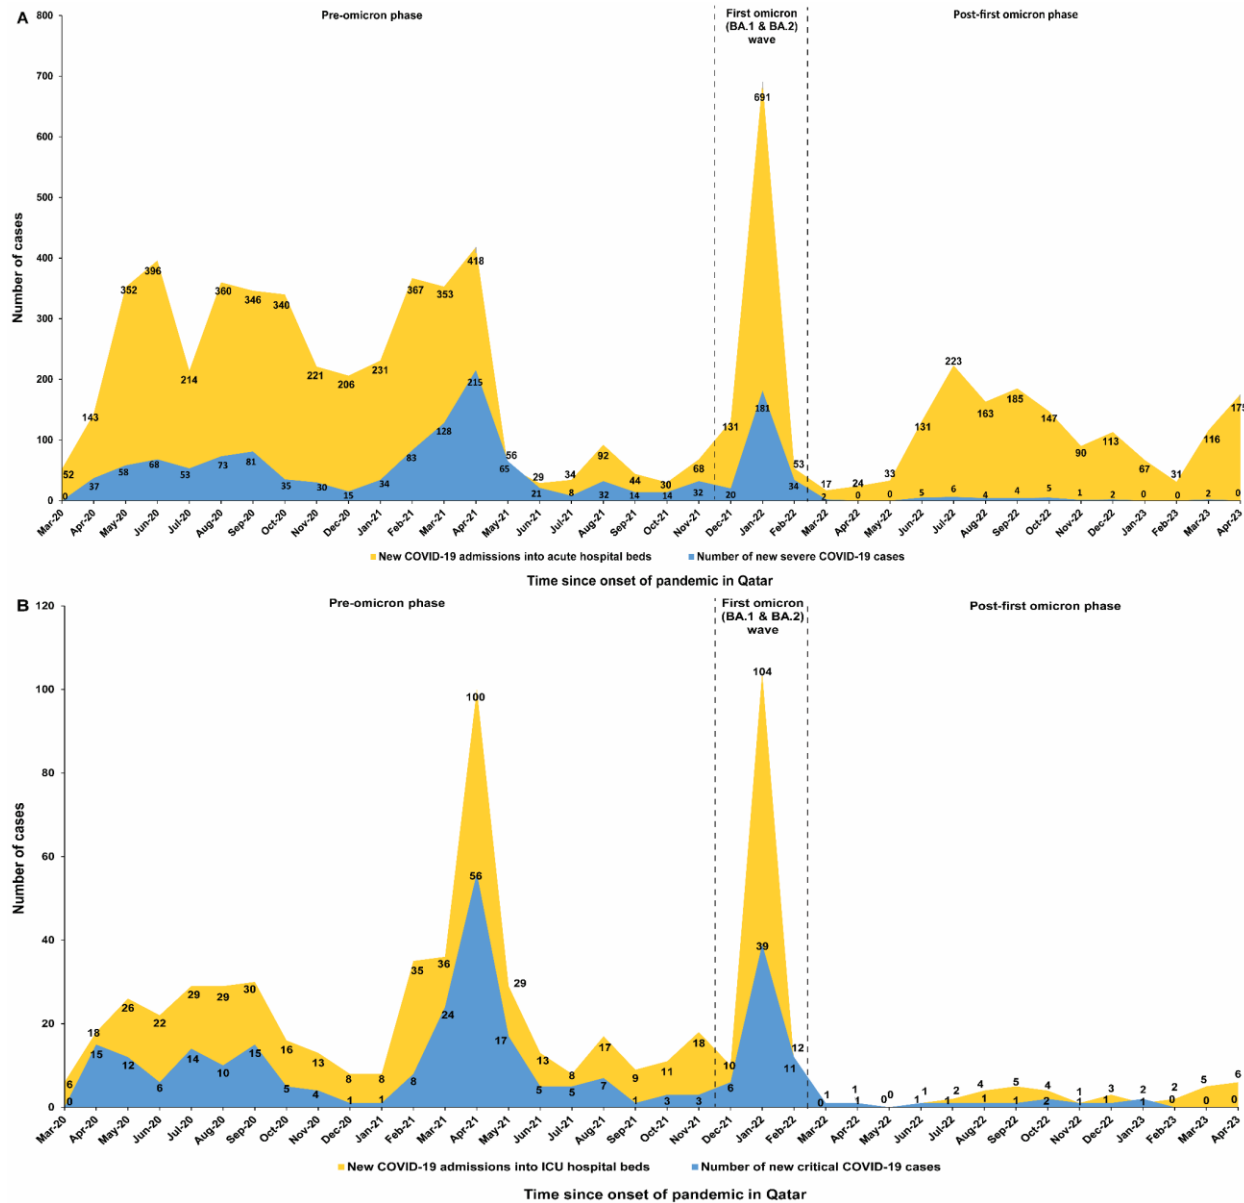 A
Pre-omicron phase
First omicron
(BA.1 & BA.2)
wave
Post-first omicron phase
Number of cases
800
700
600
500
400
300
200
100
0
52 143 352 396 214 360 346 340 221 206 231 367 353 418 56 29 34 92 44 30 68 131 691 53 17 24 33 131 223 163 185 147 90 113 67 31 116 175
0 37 58 68 53 73 81 35 30 15 34 83 128 215 65 21 8 32 14 14 32 20 181 34 2 0 0 5 6 4 4 5 1 2 0 0 2 0
Mar-20 Apr-20 May-20 Jun-20 Jul-20 Aug-20 Sep-20 Oct-20 Nov-20 Dec-20 Jan-21 Feb-21 Mar-21 Apr-21 May-21 Jun-21 Jul-21 Aug-21 Sep-21 Oct-21 Nov-21 Dec-21 Jan-22 Feb-22 Mar-22 Apr-22 May-22 Jun-22 Jul-22 Aug-22 Sep-22 Oct-22 Nov-22 Dec-22 Jan-23 Feb-23 Mar-23 Apr-23
New COVID-19 admissions into acute hospital beds Number of new severe COVID-19 cases
Time since onset of pandemic in Qatar
B
Pre-omicron phase
First omicron
(BA.1 & BA.2)
wave
Post-first omicron phase
Number of cases
120
100
80
60
40
20
0
6 18 26 22 29 29 30 16 13 8 8 35 36 100 29 13 8 17 9 11 18 10 104 12 1 1 0 1 2 4 5 4 1 3 2 2 5 6
0 15 12 6 14 10 15 5 4 1 1 8 24 56 17 5 5 7 1 3 3 6 39 11 0 1 0 1 1 1 1 2 1 1 1 0 0 0
Mar-20 Apr-20 May-20 Jun-20 Jul-20 Aug-20 Sep-20 Oct-20 Nov-20 Dec-20 Jan-21 Feb-21 Mar-21 Apr-21 May-21 Jun-21 Jul-21 Aug-21 Sep-21 Oct-21 Nov-21 Dec-21 Jan-22 Feb-22 Mar-22 Apr-22 May-22 Jun-22 Jul-22 Aug-22 Sep-22 Oct-22 Nov-22 Dec-22 Jan-23 Feb-23 Mar-23 Apr-23
New COVID-19 admissions into ICU hospital beds Number of new critical COVID-19 cases
Time since onset of pandemic in Qatar